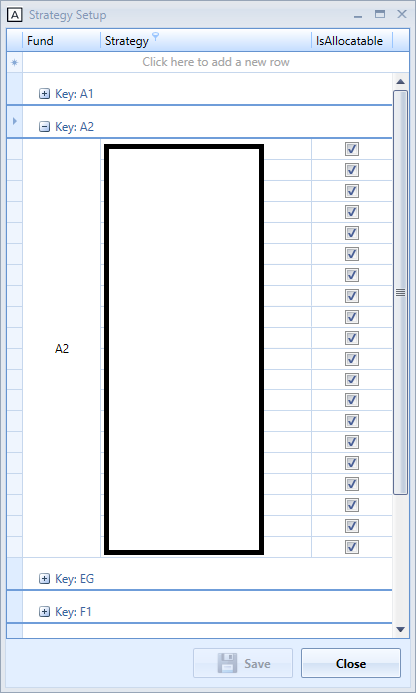 A Strategy Setup
Fund Strategy IsAllocatable
Click here to add a new row
Key: A1
Key: A2
A2
Key: EG
Key: F1
Save Close